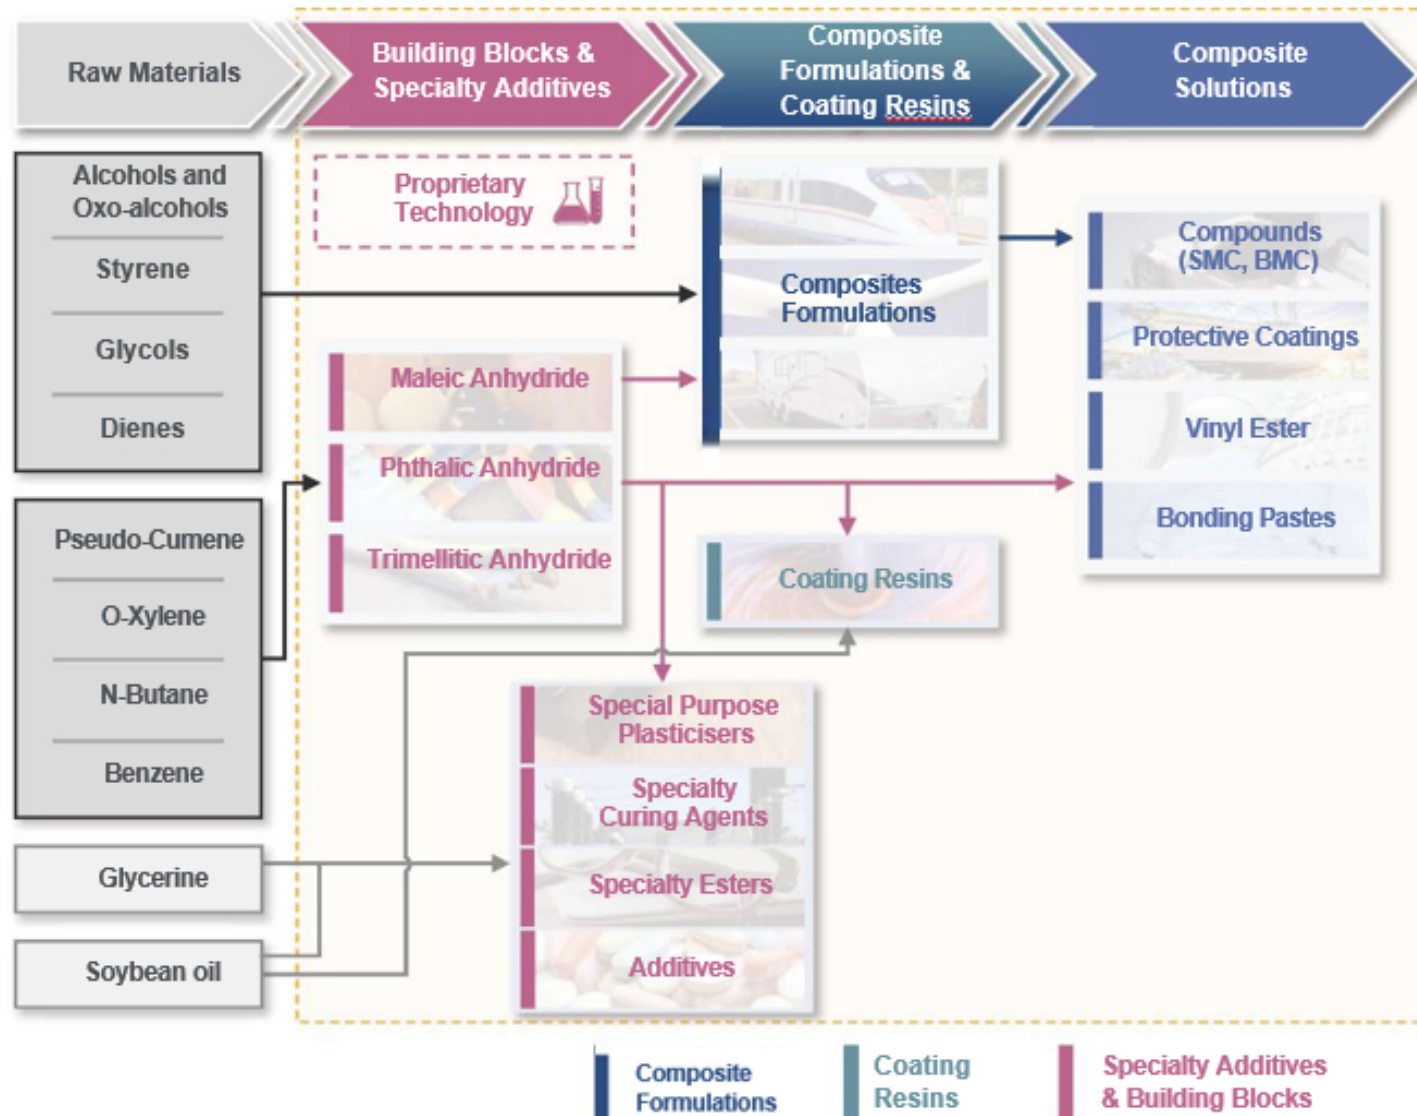 Raw Materials
Building Blocks &
Specialty Additives
Composite
Formulations &
Coating Resins
Composite
Solutions
Alcohols and
Oxo-alcohols
Styrene
Glycols
Dienes
Pseudo-Cumene
O-Xylene
N-Butane
Benzene
Glycerine
Soybean oil
Proprietary
Technology
Maleic Anhydride
Phthalic Anhydride
Trimellitic Anhydride
Special Purpose
Plasticisers
Specialty
Curing Agents
Specialty Esters
Additives
Composites
Formulations
Coating Resins
Compounds
(SMC, BMC)
Protective Coatings
Vinyl Ester
Bonding Pastes
Composite
Formulations
Coating
Resins
Specialty Additives
& Building Blocks